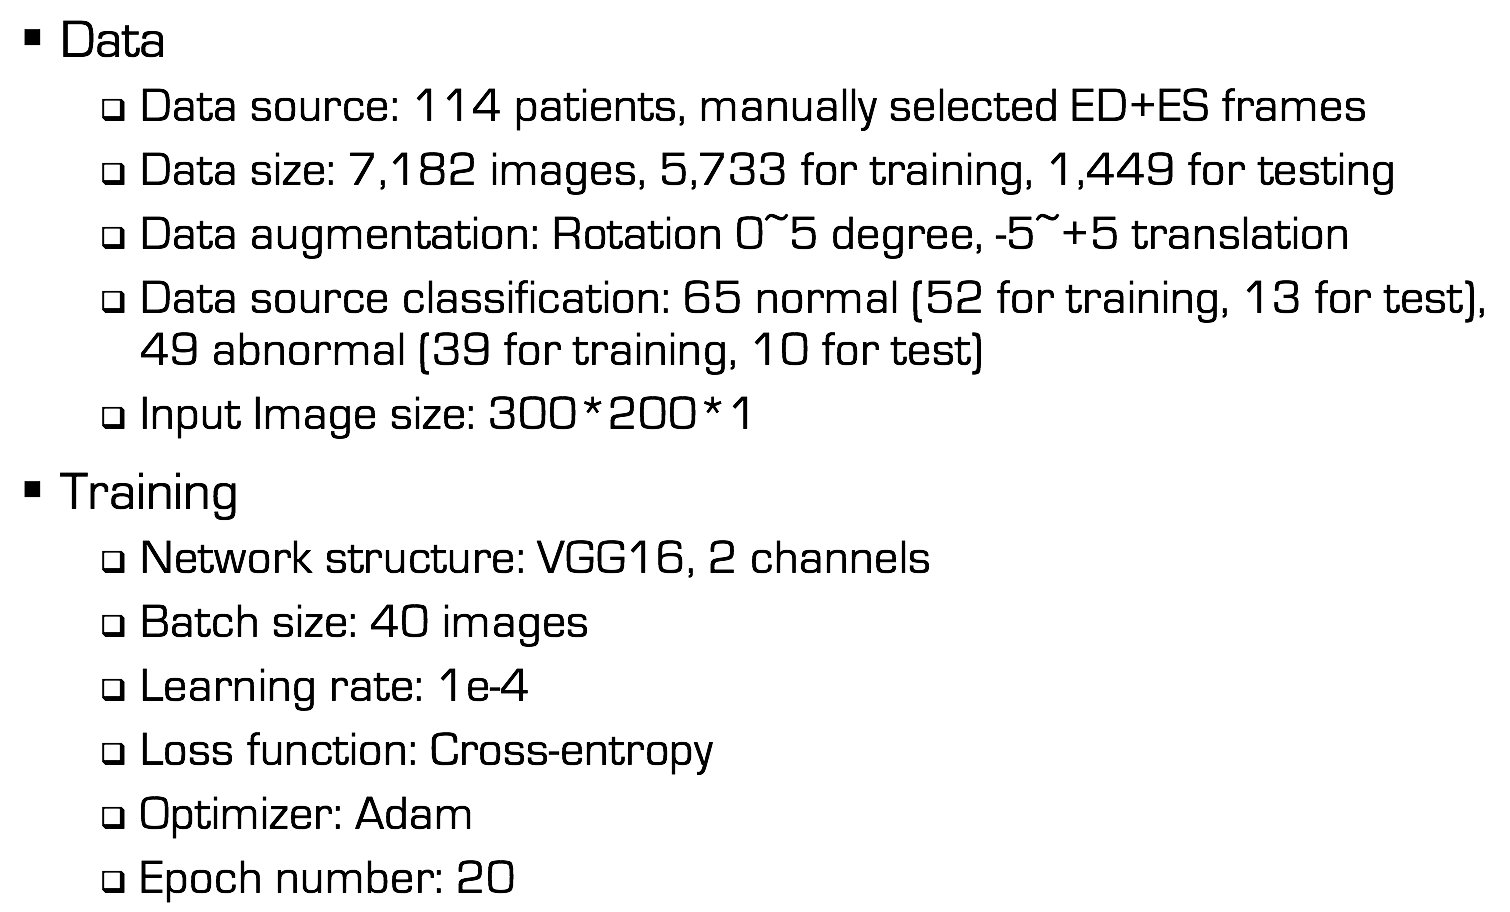 ▪ Data
❑ Data source: 114 patients, manually selected ED+ES frames
❑ Data size: 7,182 images, 5,733 for training, 1,449 for testing
❑ Data augmentation: Rotation 0~5 degree, -5~+5 translation
❑ Data source classification: 65 normal (52 for training, 13 for test),
49 abnormal (39 for training, 10 for test)
❑ Input Image size: 300*200*1
▪ Training
❑ Network structure: VGG16, 2 channels
❑ Batch size: 40 images
❑ Learning rate: 1e-4
❑ Loss function: Cross-entropy
❑ Optimizer: Adam
❑ Epoch number: 20